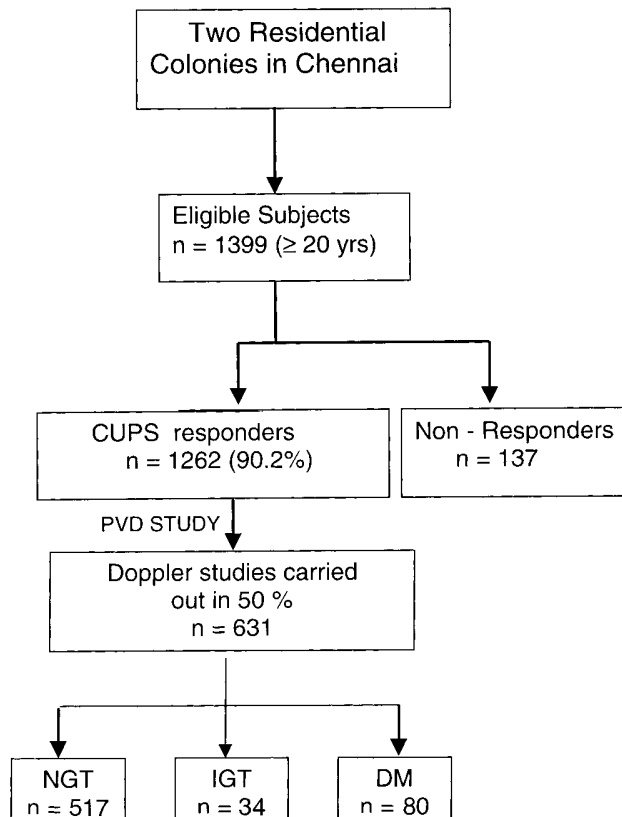 Two Residential
Colonies in Chennai
Eligible Subjects
n = 1399 (≥ 20 yrs)
CUPS responders
n = 1262 (90.2%)
Non - Responders
n = 137
PVD STUDY
Doppler studies carried
out in 50 %
n = 631
NGT
n = 517
IGT
n = 34
DM
n = 80